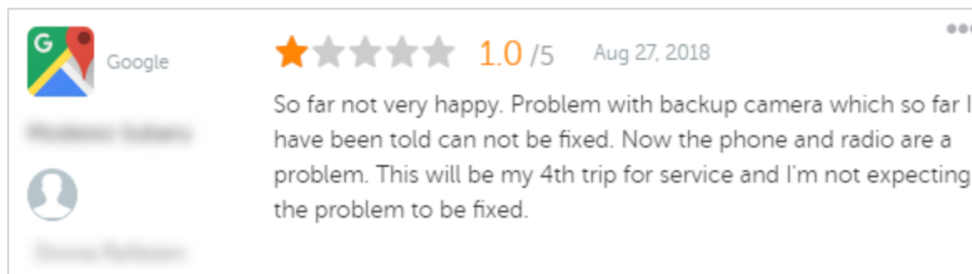 G
Google
1.0 /5 Aug 27, 2018
So far not very happy. Problem with backup camera which so far I
have been told can not be fixed. Now the phone and radio are a
problem. This will be my 4th trip for service and I'm not expecting
the problem to be fixed.